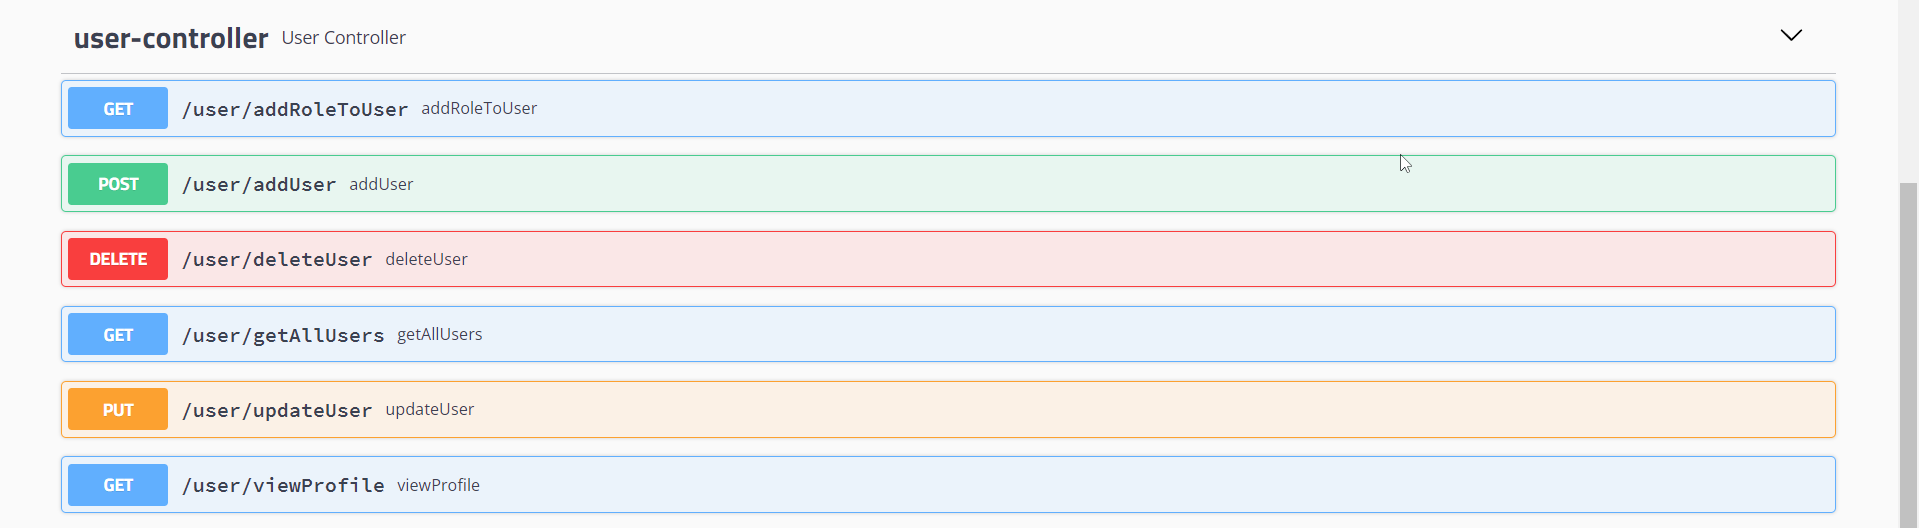 user-controller User Controller
GET /user/addRoleToUser addRoleToUser
POST /user/addUser addUser
DELETE /user/deleteUser deleteUser
GET /user/getAllUsers getAllUsers
PUT /user/updateUser updateUser
GET /user/viewProfile viewProfile